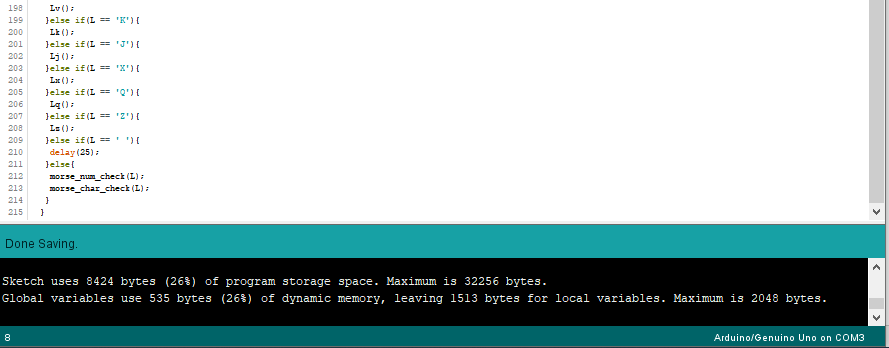 198 Lv();
199 }else if(L == 'K'){
200 Lk();
201 }else if(L == 'J'){
202 Lj();
203 }else if(L == 'X'){
204 Lx();
205 }else if(L == 'Q'){
206 Lq();
207 }else if(L == 'Z'){
208 Lz();
209 }else if(L == ' '){
210 delay(25);
211 }else{
212 morse_num_check(L);
213 morse_char_check(L);
214 }
215 }
Done Saving.
Sketch uses 8424 bytes (26%) of program storage space. Maximum is 32256 bytes.
Global variables use 535 bytes (26%) of dynamic memory, leaving 1513 bytes for local variables. Maximum is 2048 bytes.
8 Arduino/Genuino Uno on COM3